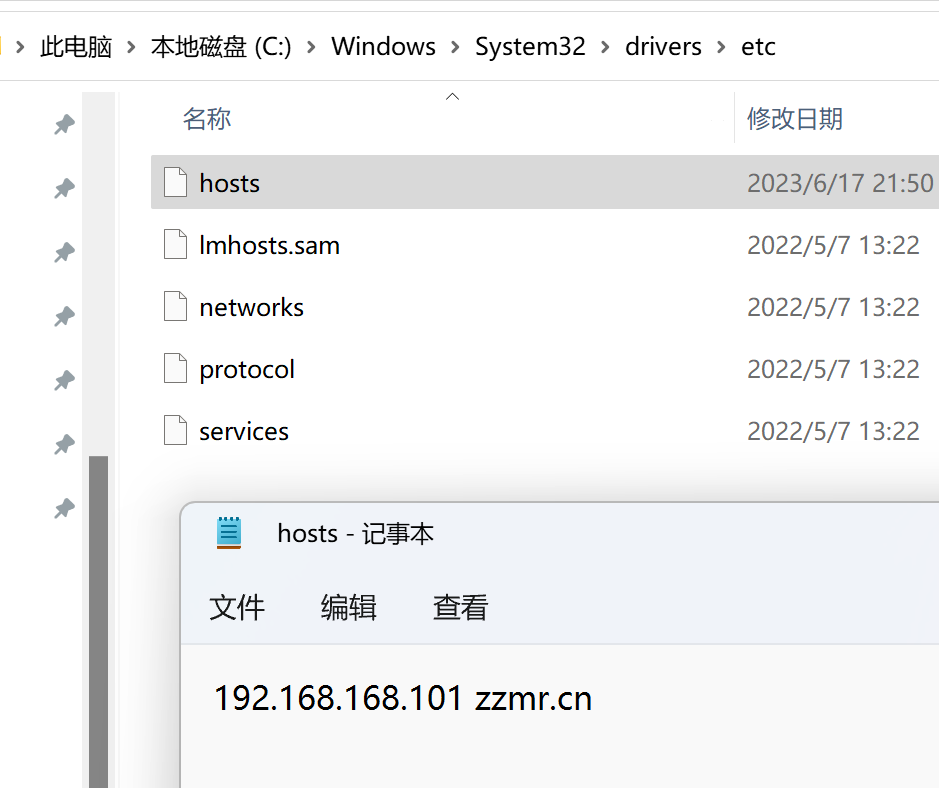 此电脑 > 本地磁盘 (C:) > Windows > System32 > drivers > etc
名称 修改日期
hosts 2023/6/17 21:50
lmhosts.sam 2022/5/7 13:22
networks 2022/5/7 13:22
protocol 2022/5/7 13:22
services 2022/5/7 13:22
hosts - 记事本
文件 编辑 查看
192.168.168.101 zzmr.cn